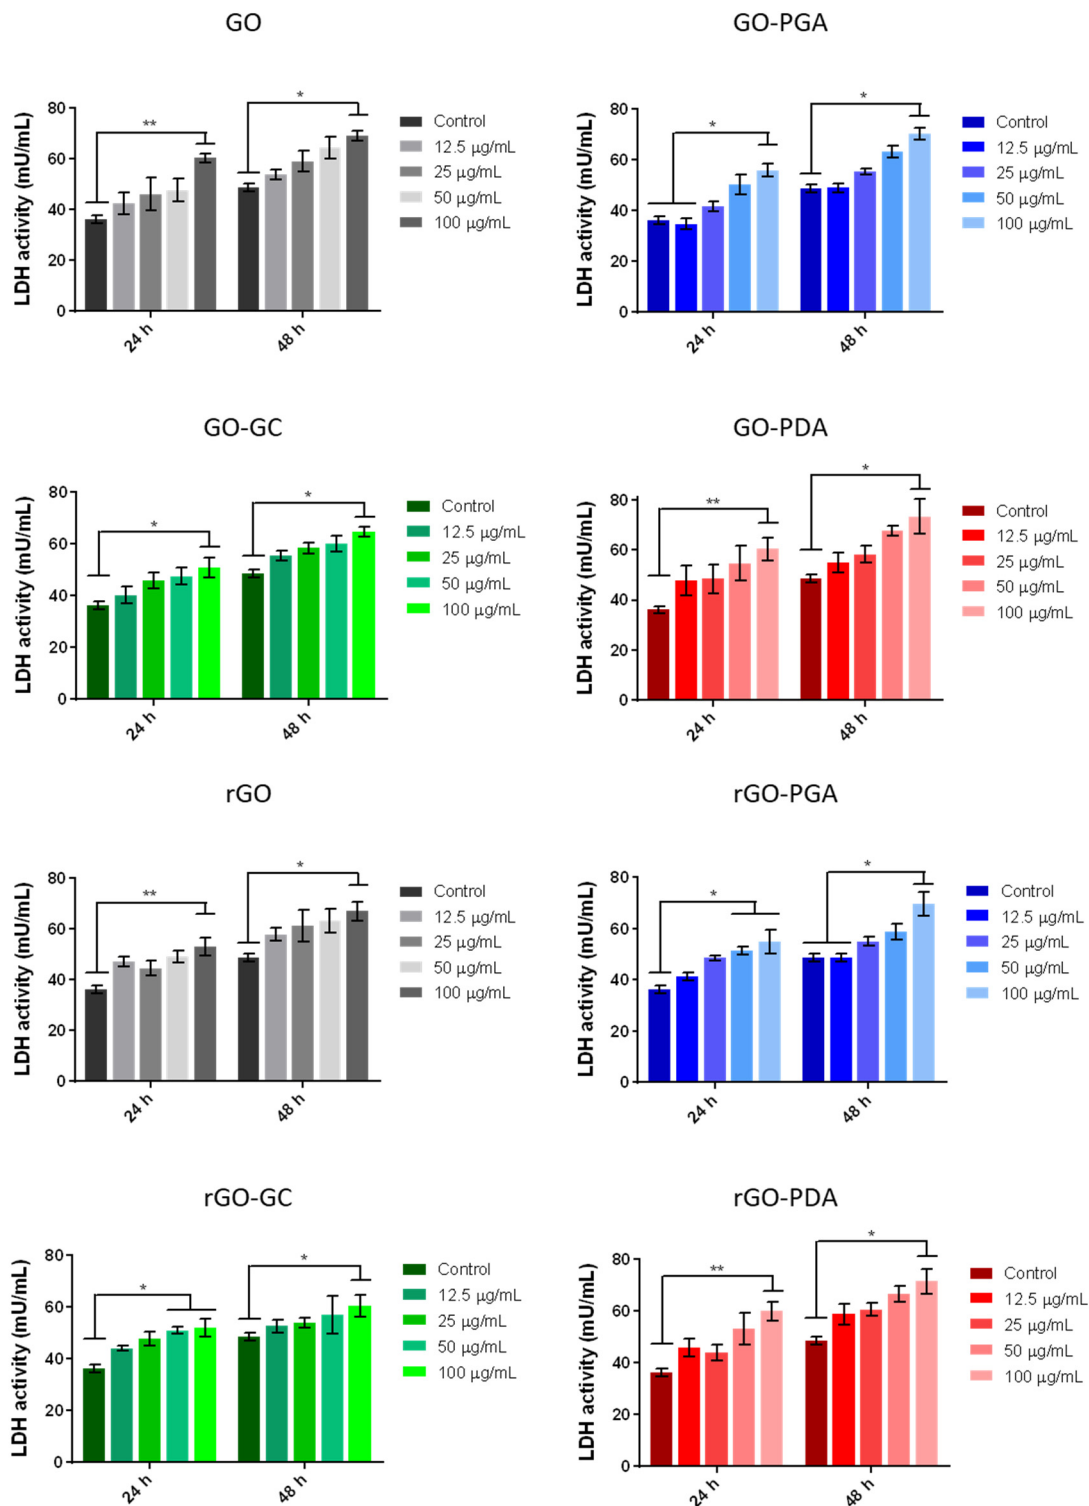 GO
LDH activity (mU/mL)
80
60
40
20
0
**
*
24 h
48 h
Control
12.5 µg/mL
25 µg/mL
50 µg/mL
100 µg/mL
GO-PGA
LDH activity (mU/mL)
80
60
40
20
0
*
*
24 h
48 h
Control
12.5 µg/mL
25 µg/mL
50 µg/mL
100 µg/mL
GO-GC
LDH activity (mU/mL)
80
60
40
20
0
*
*
24 h
48 h
Control
12.5 µg/mL
25 µg/mL
50 µg/mL
100 µg/mL
GO-PDA
LDH activity (mU/mL)
80
60
40
20
0
**
*
24 h
48 h
Control
12.5 µg/mL
25 µg/mL
50 µg/mL
100 µg/mL
rGO
LDH activity (mU/mL)
80
60
40
20
0
**
*
24 h
48 h
Control
12.5 µg/mL
25 µg/mL
50 µg/mL
100 µg/mL
rGO-PGA
LDH activity (mU/mL)
80
60
40
20
0
*
*
24 h
48 h
Control
12.5 µg/mL
25 µg/mL
50 µg/mL
100 µg/mL
rGO-GC
LDH activity (mU/mL)
80
60
40
20
0
*
*
24 h
48 h
Control
12.5 µg/mL
25 µg/mL
50 µg/mL
100 µg/mL
rGO-PDA
LDH activity (mU/mL)
80
60
40
20
0
**
*
24 h
48 h
Control
12.5 µg/mL
25 µg/mL
50 µg/mL
100 µg/mL